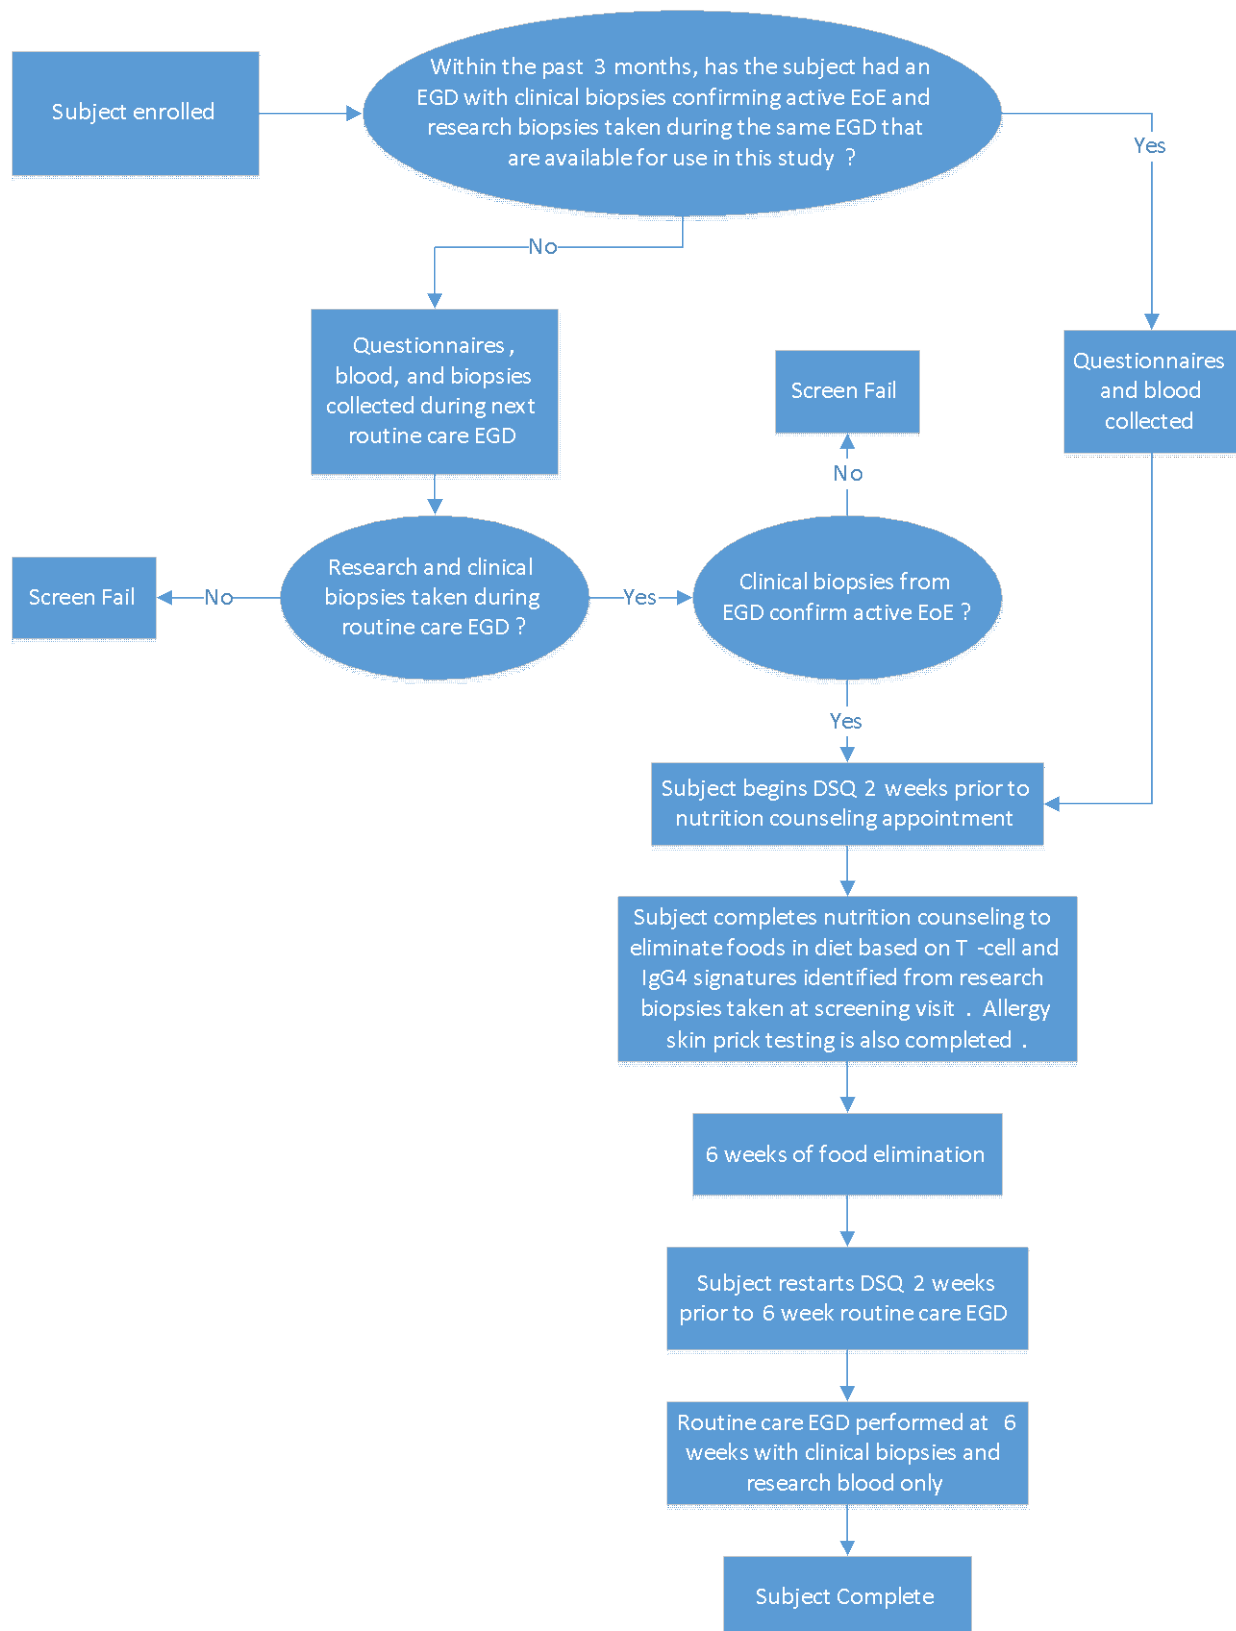 Subject enrolled
Within the past 3 months, has the subject had an
EGD with clinical biopsies confirming active EoE and
research biopsies taken during the same EGD that
are available for use in this study ?
Yes
No
Questionnaires ,
blood, and biopsies
collected during next
routine care EGD
Screen Fail
Questionnaires
and blood
collected
No
Screen Fail
No
Research and clinical
biopsies taken during
routine care EGD ?
Yes
Clinical biopsies from
EGD confirm active EoE ?
Yes
Subject begins DSQ 2 weeks prior to
nutrition counseling appointment
Subject completes nutrition counseling to
eliminate foods in diet based on T -cell and
IgG4 signatures identified from research
biopsies taken at screening visit . Allergy
skin prick testing is also completed .
6 weeks of food elimination
Subject restarts DSQ 2 weeks
prior to 6 week routine care EGD
Routine care EGD performed at 6
weeks with clinical biopsies and
research blood only
Subject Complete